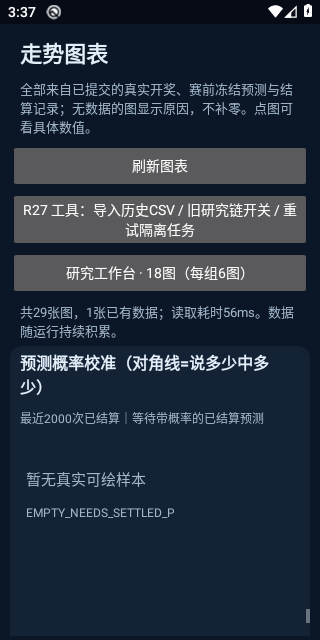 3:37
走势图表
全部来自已提交的真实开奖、赛前冻结预测与结
算记录；无数据的图显示原因，不补零。点图可
看具体数值。
刷新图表
R27 工具：导入历史CSV / 旧研究链开关 / 重
试隔离任务
研究工作台 · 18图（每组6图）
共29张图，1张已有数据；读取耗时56ms。数据
随运行持续积累。
预测概率校准（对角线=说多少中多
少）
最近2000次已结算｜等待带概率的已结算预测
暂无真实可绘样本
EMPTY_NEEDS_SETTLED_P